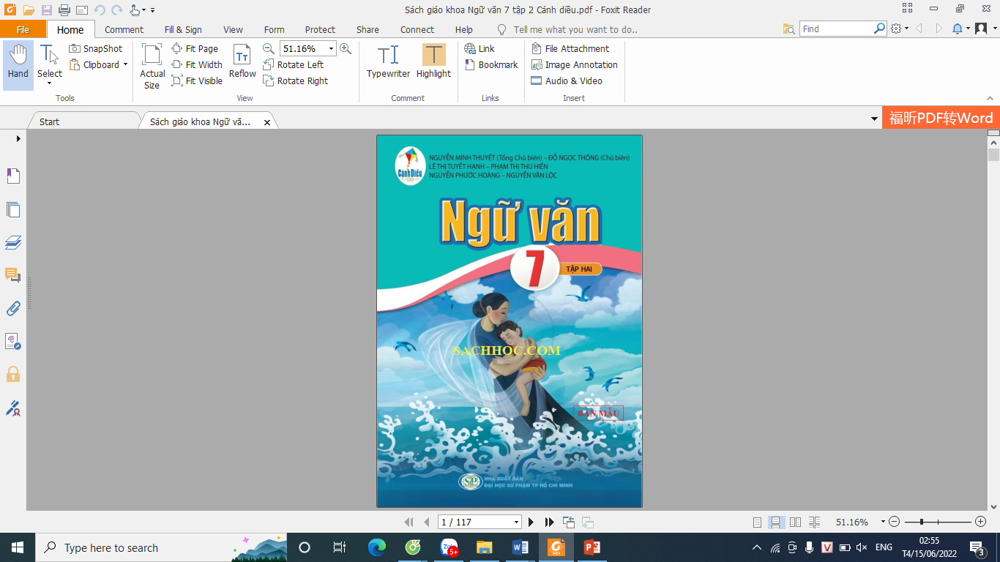 Sách giáo khoa Ngữ văn 7 tập 2 Cánh diều.pdf - Foxit Reader
File Home Comment Fill & Sign View Form Protect Share Connect Help Tell me what you want to do.. Find
SnapShot Fit Page 51.16% Link File Attachment
Clipboard Fit Width Rotate Left Bookmark Image Annotation
Hand Select Actual Size Fit Visible Reflow Rotate Right Typewriter Highlight Audio & Video
Tools View Comment Links Insert
Start Sách giáo khoa Ngữ vă... 福昕PDF转Word
NGUYỄN MINH THUYẾT (Tổng Chủ biên) – ĐỖ NGỌC THỐNG (Chủ biên)
LÊ THỊ TUYẾT HẠNH – PHẠM THỊ THU HIỀN
NGUYỄN PHƯỚC HOÀNG – NGUYỄN VĂN LỘC
Cánh Diều
Ngữ văn
7
TẬP HAI
SACHHOC.COM
BẢN MẪU
NHÀ XUẤT BẢN
ĐẠI HỌC SƯ PHẠM TP HỒ CHÍ MINH
1 / 117 51.16%
Type here to search 5+ ENG 02:55
T4/15/06/2022 3